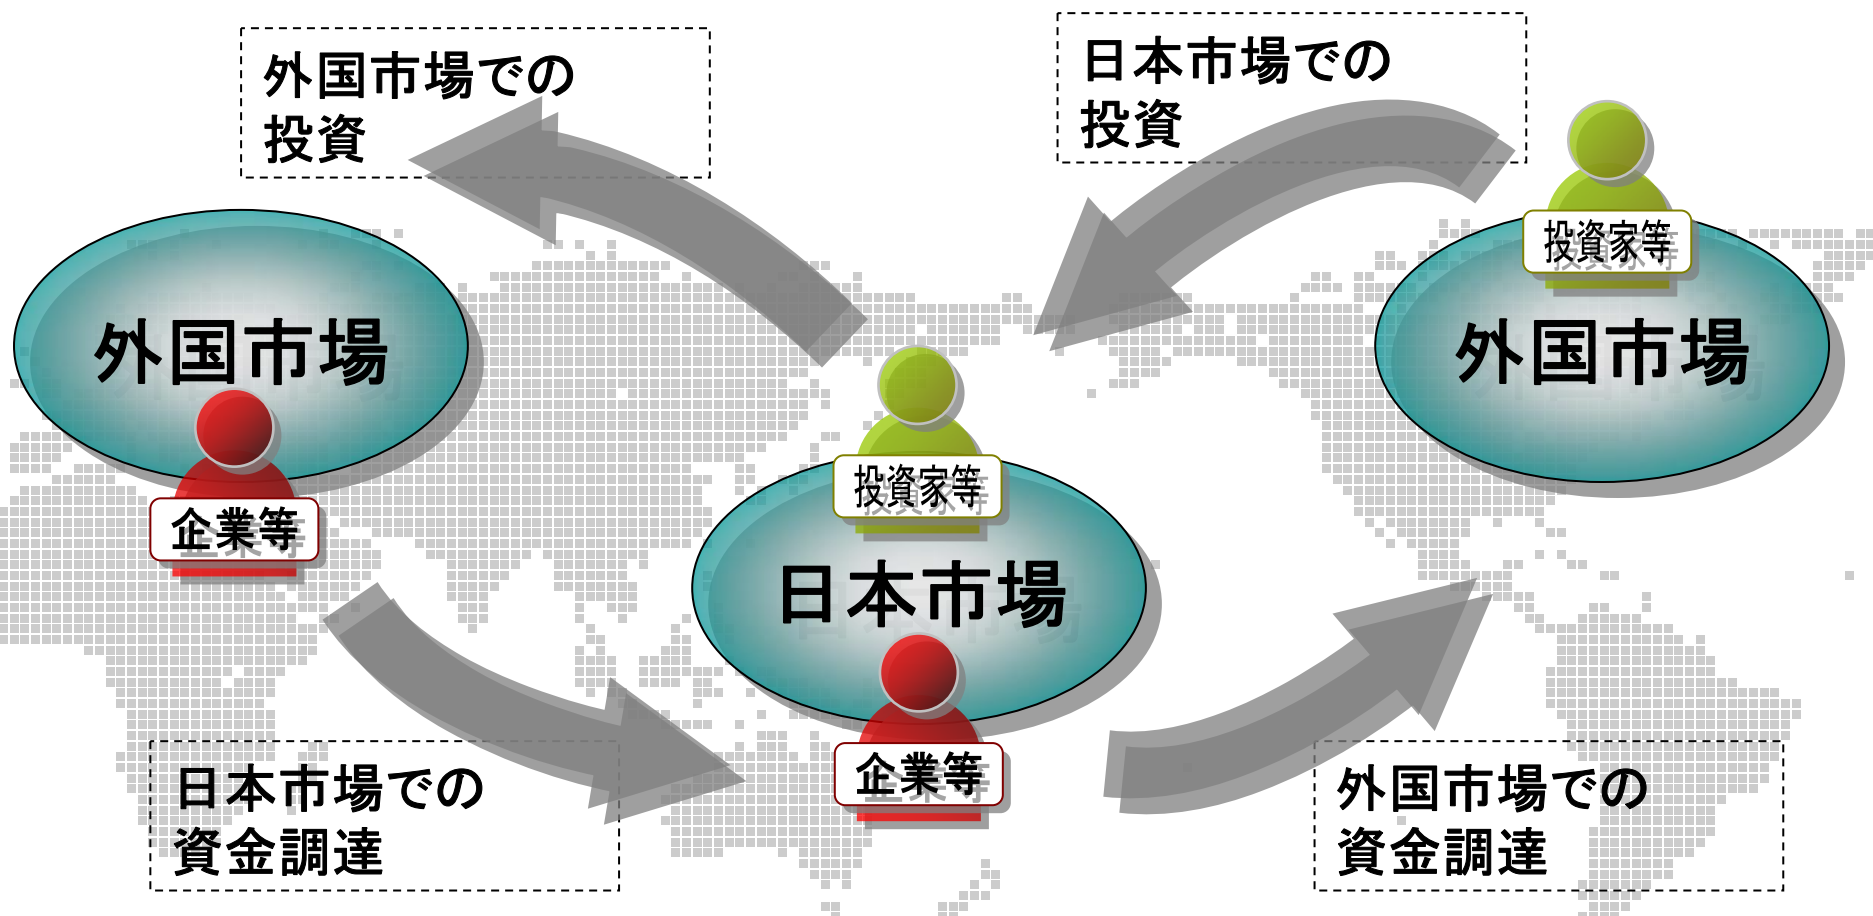 外国市場での
投資
日本市場での
投資
投資家等
外国市場
外国市場
企業等
投資家等
日本市場
企業等
日本市場での
資金調達
外国市場での
資金調達